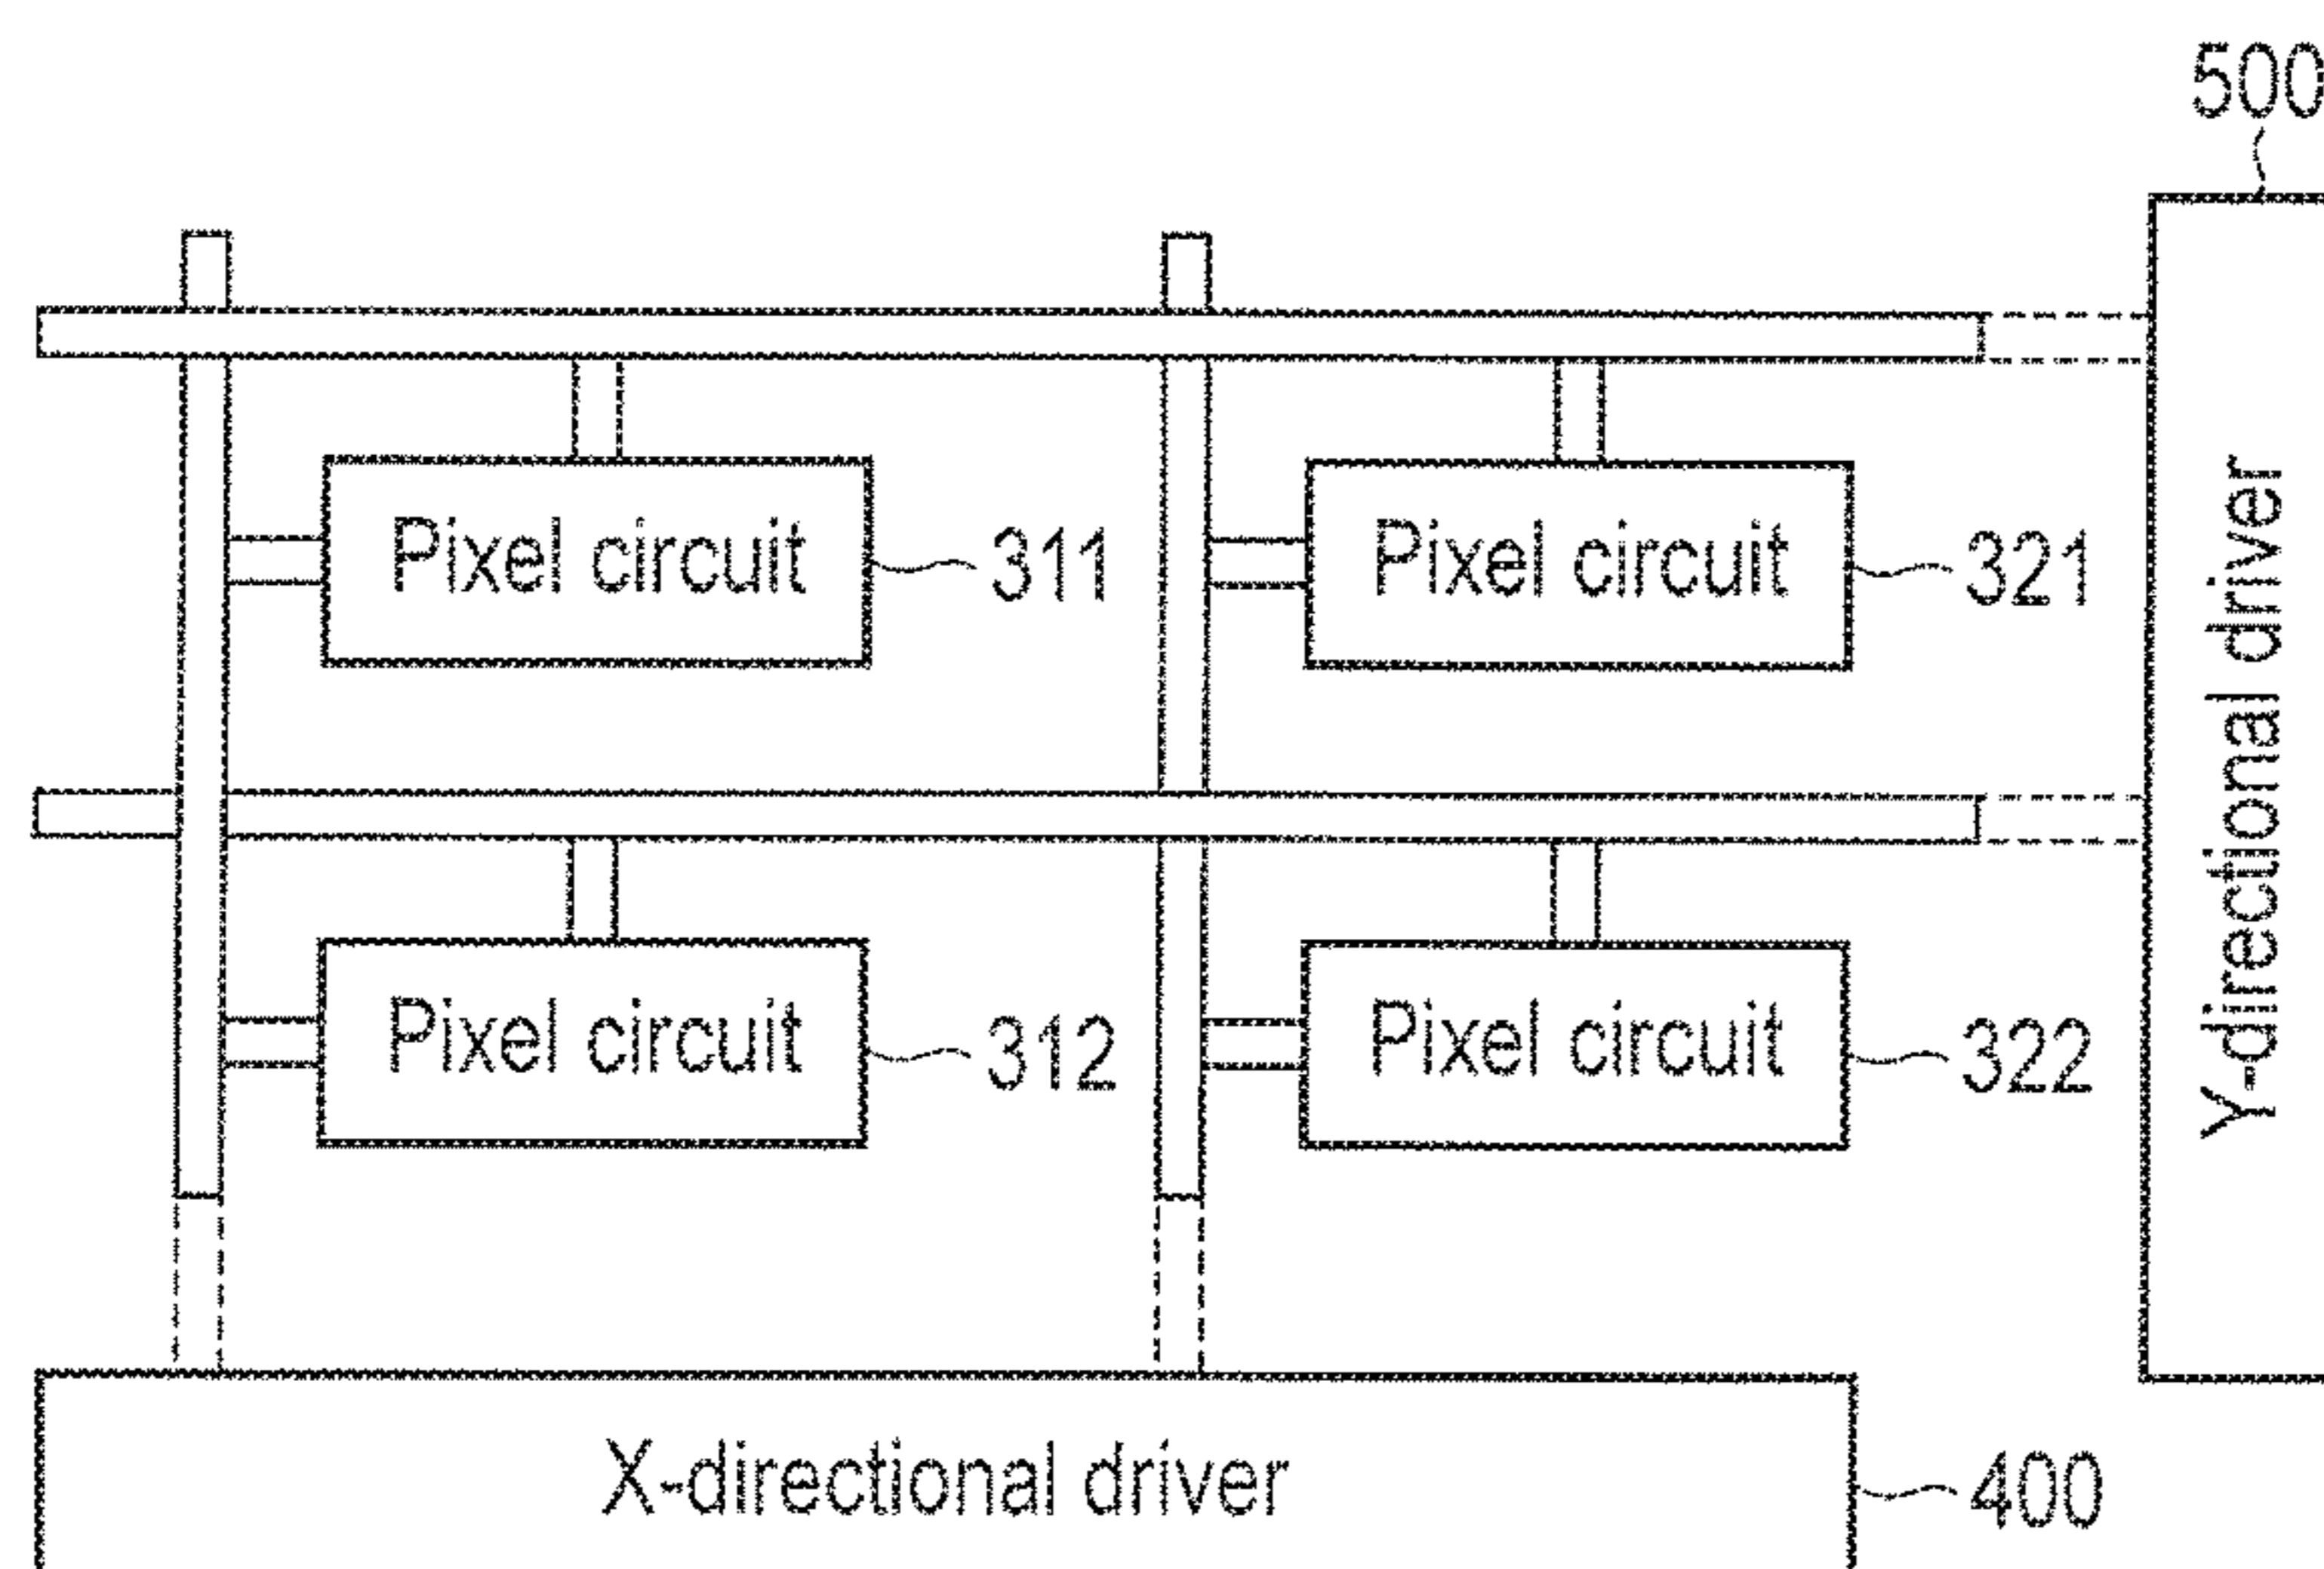 500
Pixel circuit
311
Pixel circuit
321
Y-directional driver
Pixel circuit
312
Pixel circuit
322
X-directional driver
400